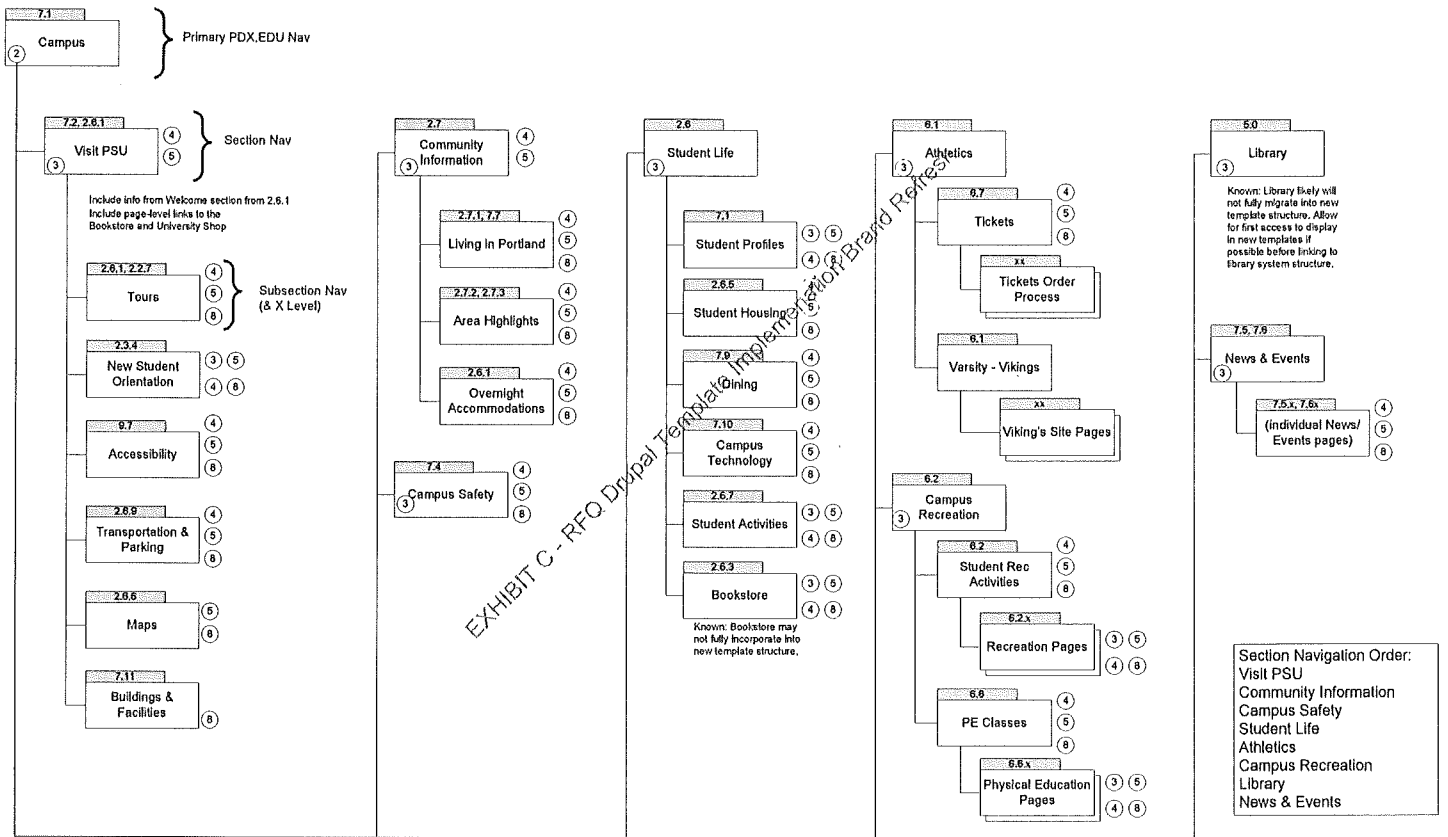 7.1
Campus
2
Primary PDX.EDU Nav
7.2, 2.6.1
Visit PSU
3
4
5
Section Nav
Include info from Welcome section from 2.6.1
Include page-level links to the
Bookstore and University Shop
2.6.1, 2.2.7
Tours
4
5
8
Subsection Nav
(& X Level)
2.3.4
New Student
Orientation
3 5
4 8
9.7
Accessibility
4
5
8
2.6.9
Transportation &
Parking
4
5
8
2.6.6
Maps
5
8
7.11
Buildings &
Facilities
8
2.7
Community
Information
3
4
5
2.7.1, 7.7
Living in Portland
4
5
8
2.7.2, 2.7.3
Area Highlights
4
5
8
2.6.1
Overnight
Accommodations
4
5
8
7.4
Campus Safety
3
4
5
8
2.6
Student Life
3
7.1
Student Profiles
3 5
4 8
2.6.5
Student Housing
5
8
7.9
Dining
4
5
8
7.10
Campus
Technology
4
5
8
2.6.7
Student Activities
3 5
4 8
2.6.3
Bookstore
3 5
4 8
Known: Bookstore may
not fully incorporate into
new template structure.
EXHIBIT C - RFQ Drupal Template Implementation Brand Refresh
6.1
Athletics
3
6.7
Tickets
4
5
8
xx
Tickets Order
Process
6.1
Varsity - Vikings
xx
Viking's Site Pages
6.2
Campus
Recreation
3
6.2
Student Rec
Activities
4
5
8
6.2.x
Recreation Pages
3 5
4 8
6.6
PE Classes
4
5
8
6.6.x
Physical Education
Pages
3 5
4 8
5.0
Library
3
Known: Library likely will
not fully migrate into new
template structure. Allow
for first access to display
in new templates if
possible before linking to
library system structure.
7.5, 7.6
News & Events
3
7.5.x, 7.6x
(individual News/
Events pages)
4
5
8
Section Navigation Order:
Visit PSU
Community Information
Campus Safety
Student Life
Athletics
Campus Recreation
Library
News & Events